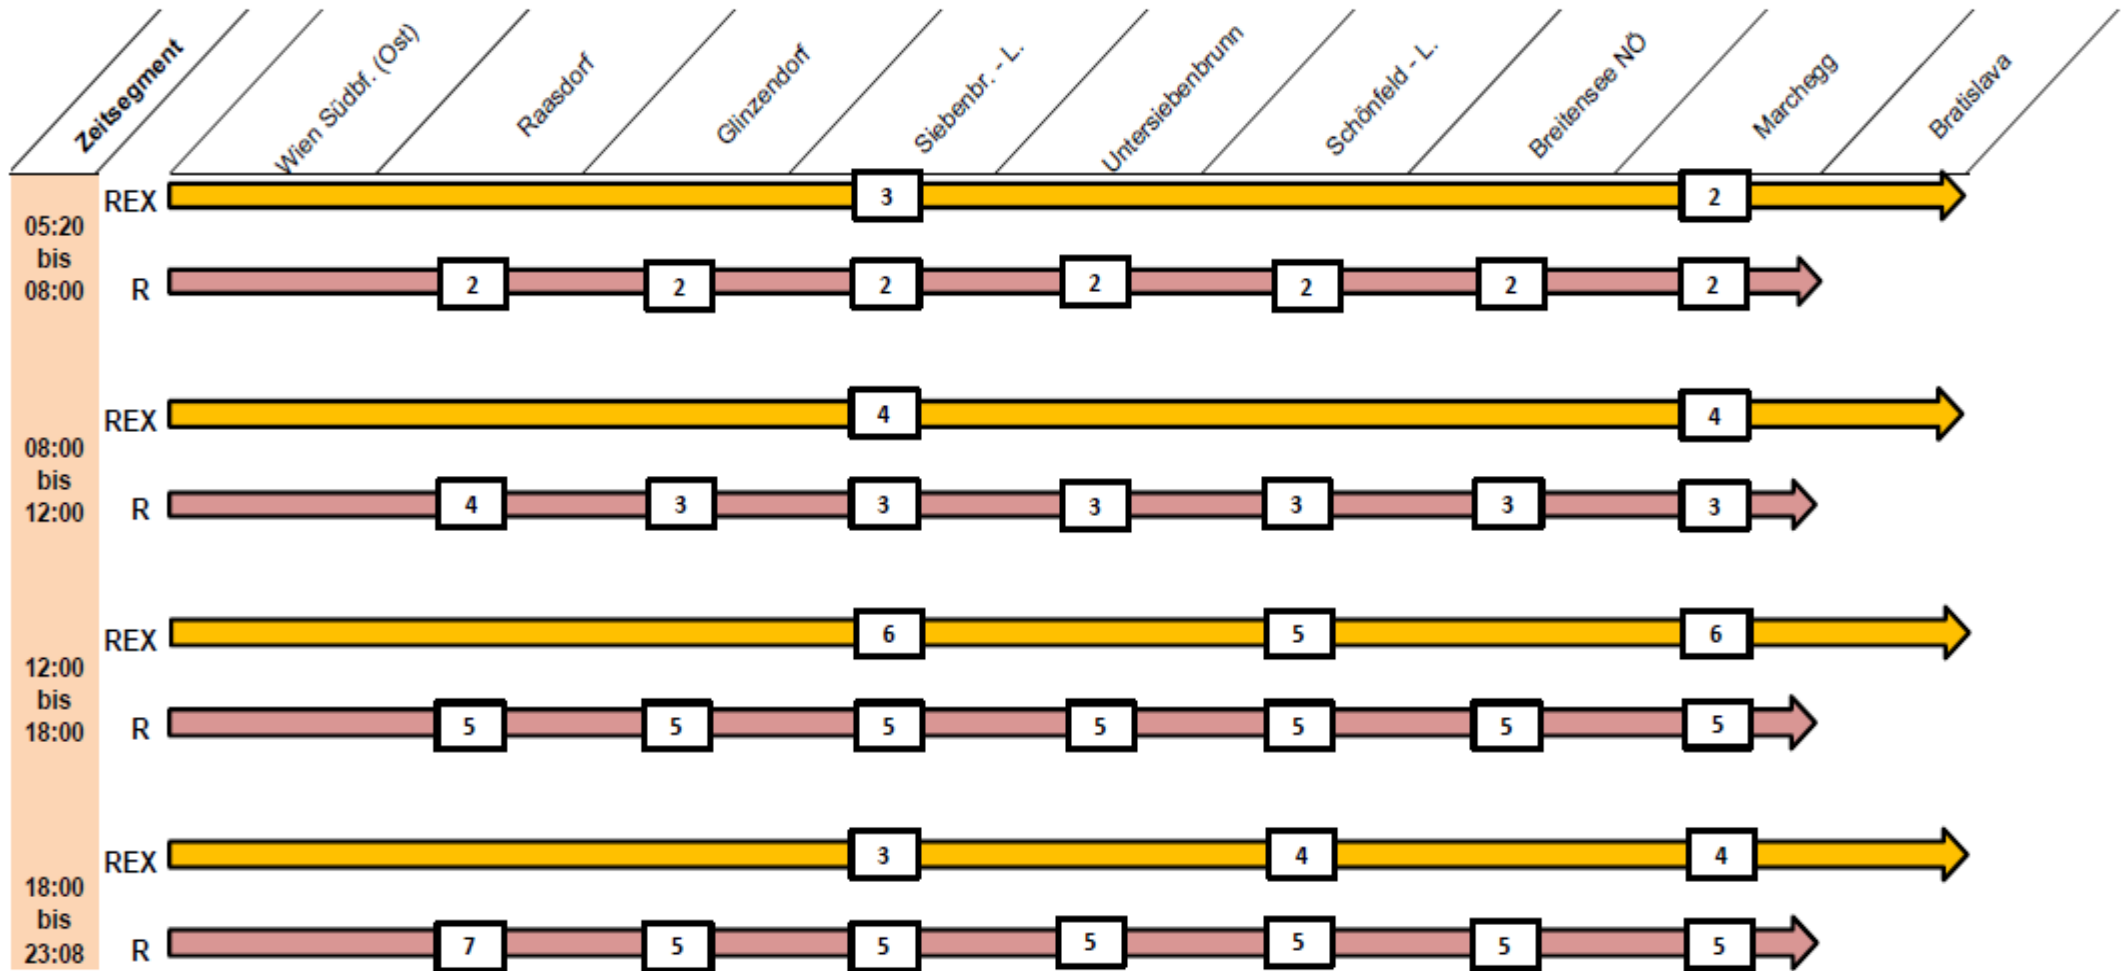 Zeitsegment
Wien Südbf. (Ost)
Raasdorf
Glinzendorf
Siebenbr. - L.
Untersiebenbrunn
Schönfeld - L.
Breitensee NÖ
Marchegg
Bratislava
05:20
bis
08:00
REX 3 2
R 2 2 2 2 2 2 2
08:00
bis
12:00
REX 4 4
R 4 3 3 3 3 3 3
12:00
bis
18:00
REX 6 5 6
R 5 5 5 5 5 5 5
18:00
bis
23:08
REX 3 4 4
R 7 5 5 5 5 5 5